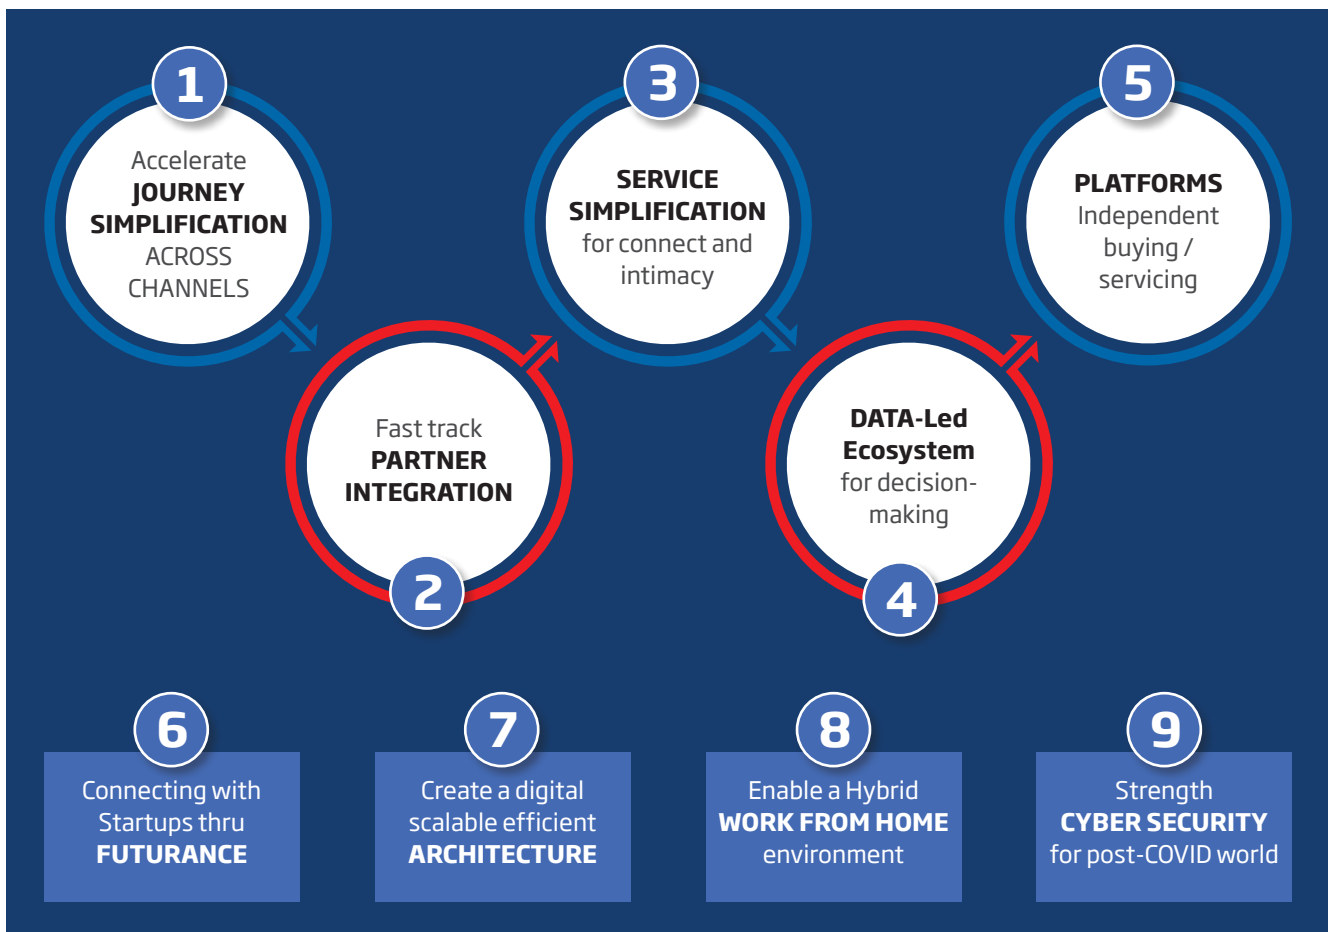 1
Accelerate
JOURNEY
SIMPLIFICATION
ACROSS
CHANNELS
2
Fast track
PARTNER
INTEGRATION
3
SERVICE
SIMPLIFICATION
for connect and
intimacy
4
DATA-Led
Ecosystem
for decision-
making
5
PLATFORMS
Independent
buying /
servicing
6
Connecting with
Startups thru
FUTURANCE
7
Create a digital
scalable efficient
ARCHITECTURE
8
Enable a Hybrid
WORK FROM HOME
environment
9
Strength
CYBER SECURITY
for post-COVID world